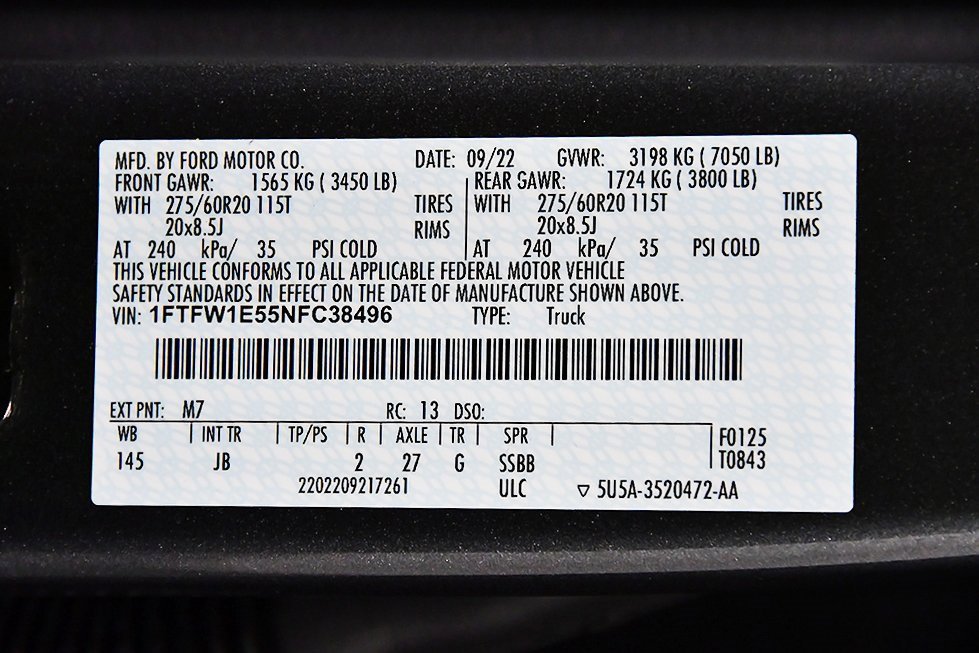 MFD. BY FORD MOTOR CO. DATE: 09/22 GVWR: 3198 KG ( 7050 LB)
FRONT GAWR: 1565 KG ( 3450 LB) REAR GAWR: 1724 KG ( 3800 LB)
WITH 275/60R20 115T TIRES WITH 275/60R20 115T TIRES
20x8.5J RIMS 20x8.5J RIMS
AT 240 kPa/ 35 PSI COLD AT 240 kPa/ 35 PSI COLD
THIS VEHICLE CONFORMS TO ALL APPLICABLE FEDERAL MOTOR VEHICLE
SAFETY STANDARDS IN EFFECT ON THE DATE OF MANUFACTURE SHOWN ABOVE.
VIN: 1FTFW1E55NFC38496 TYPE: Truck
EXT PNT: M7 RC: 13 DSO:
WB INT TR TP/PS R AXLE TR SPR F0125
145 JB 2 27 G SSBB T0843
2202209217261 ULC ▽ 5U5A-3520472-AA